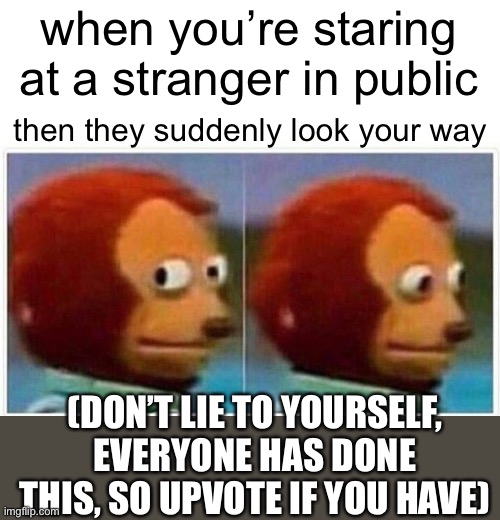 when you’re staring
at a stranger in public
then they suddenly look your way
(DON’T LIE TO YOURSELF,
EVERYONE HAS DONE
THIS, SO UPVOTE IF YOU HAVE)
imgflip.com